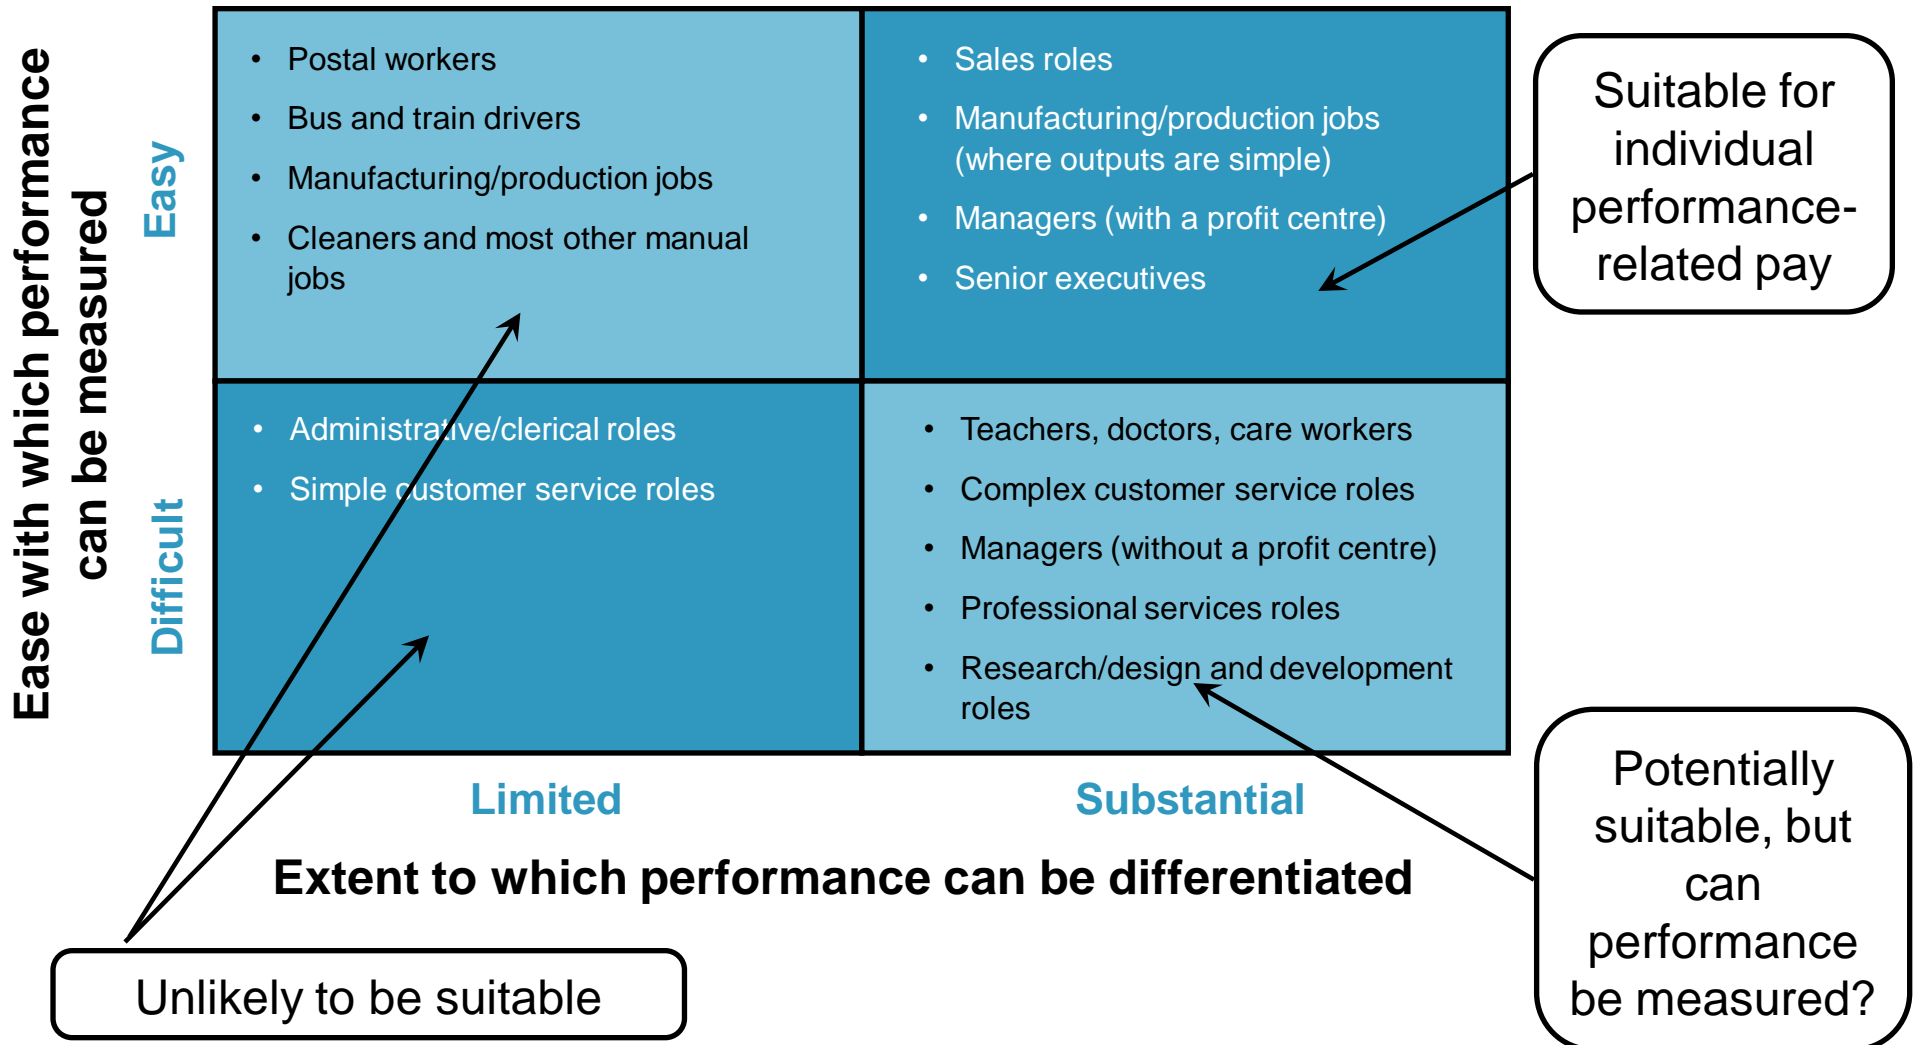 Ease with which performance
can be measured
Easy
Difficult
• Postal workers
• Bus and train drivers
• Manufacturing/production jobs
• Cleaners and most other manual
jobs
• Sales roles
• Manufacturing/production jobs
(where outputs are simple)
• Managers (with a profit centre)
• Senior executives
• Administrative/clerical roles
• Simple customer service roles
• Teachers, doctors, care workers
• Complex customer service roles
• Managers (without a profit centre)
• Professional services roles
• Research/design and development
roles
Limited
Substantial
Extent to which performance can be differentiated
Suitable for
individual
performance-
related pay
Potentially
suitable, but
can
performance
be measured?
Unlikely to be suitable